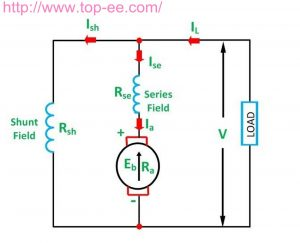 http://www.top-ee.com/
Ish
IL
Ise
Rse
Series
Field
Shunt
Field
Rsh
Ia
+
Eb
Ra
-
V
LOAD